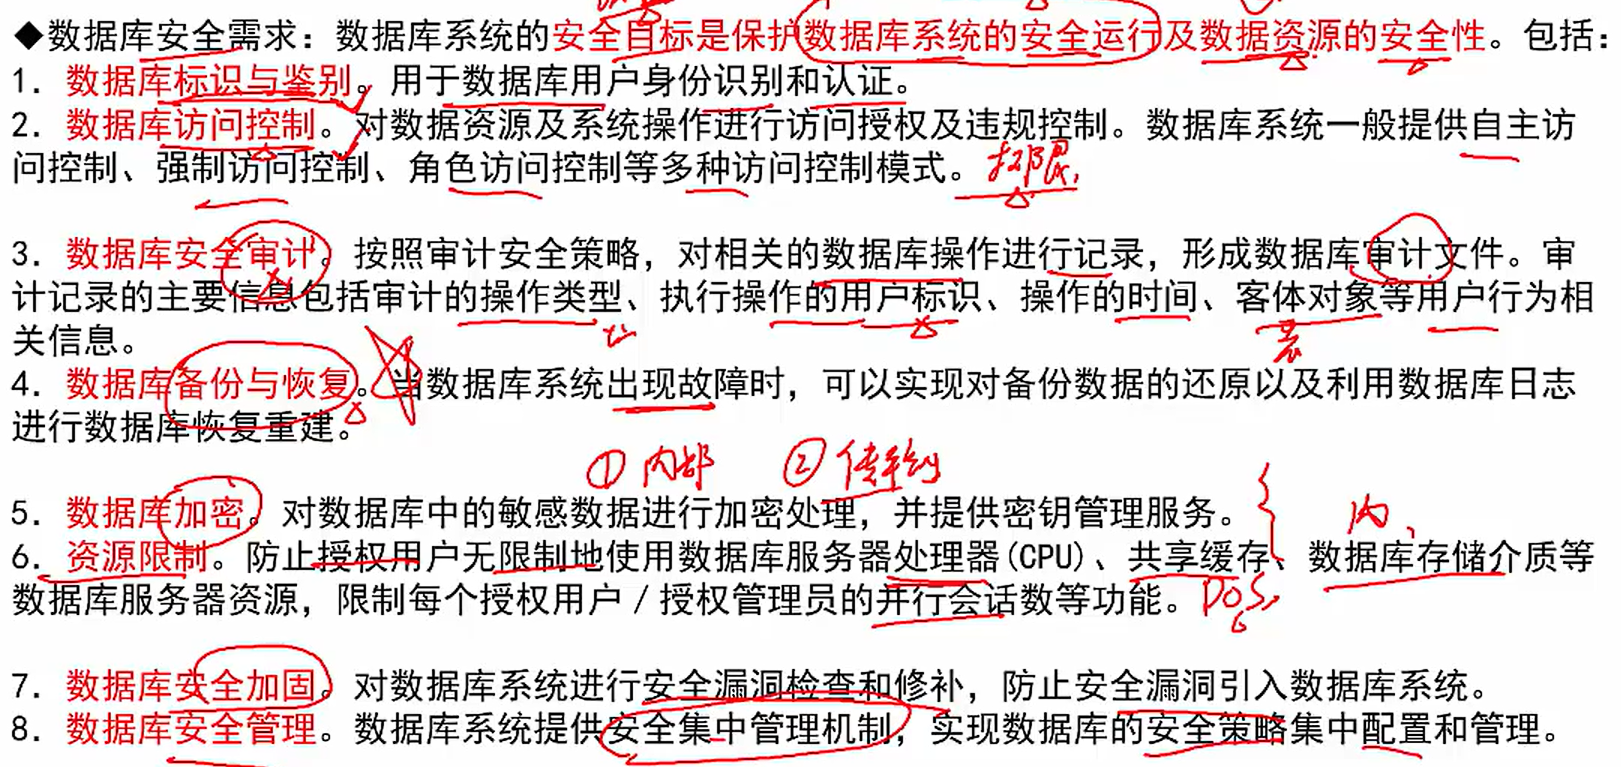 ◆数据库安全需求：数据库系统的安全目标是保护数据库系统的安全运行及数据资源的安全性。包括：
1. 数据库标识与鉴别。用于数据库用户身份识别和认证。
2. 数据库访问控制。对数据资源及系统操作进行访问授权及违规控制。数据库系统一般提供自主访
问控制、强制访问控制、角色访问控制等多种访问控制模式。权限
3. 数据库安全审计。按照审计安全策略，对相关的数据库操作进行记录，形成数据库审计文件。审
计记录的主要信息包括审计的操作类型、执行操作的用户标识、操作的时间、客体对象等用户行为相
关信息。
表
4. 数据库备份与恢复。当数据库系统出现故障时，可以实现对备份数据的还原以及利用数据库日志
进行数据库恢复重建。
①内部 ②传输
5. 数据库加密。对数据库中的敏感数据进行加密处理，并提供密钥管理服务。
内、
6. 资源限制。防止授权用户无限制地使用数据库服务器处理器(CPU)、共享缓存、数据库存储介质等
数据库服务器资源，限制每个授权用户/授权管理员的并行会话数等功能。DOS
7. 数据库安全加固。对数据库系统进行安全漏洞检查和修补，防止安全漏洞引入数据库系统。
8. 数据库安全管理。数据库系统提供安全集中管理机制，实现数据库的安全策略集中配置和管理。